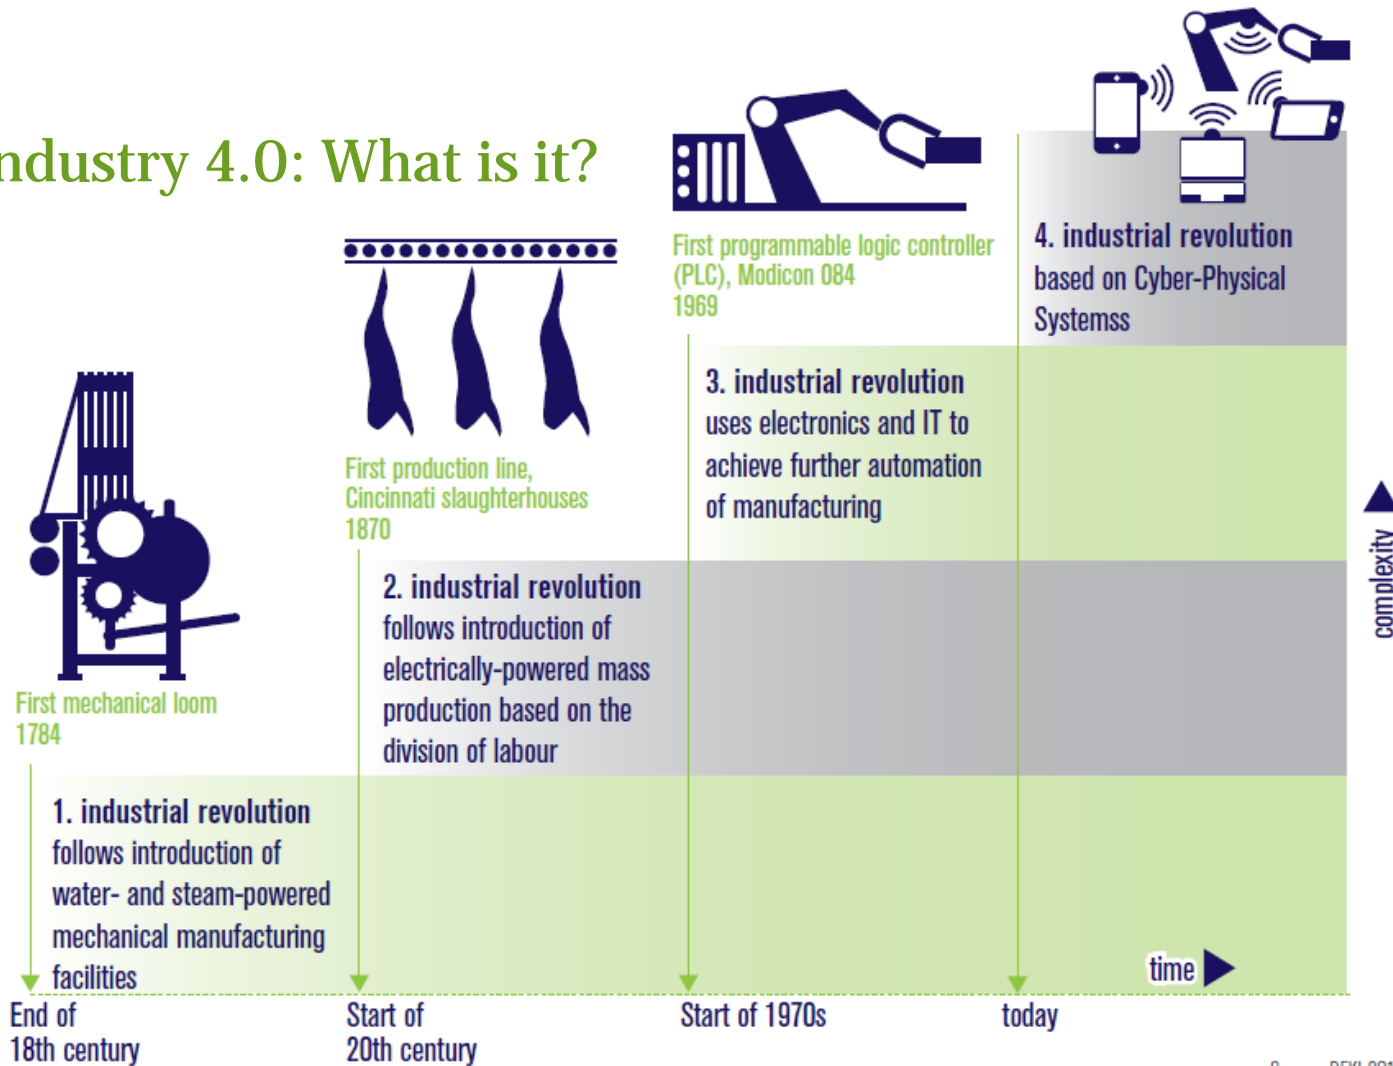 ndustry 4.0: What is it?
First programmable logic controller
(PLC), Modicon 084
1969
4. industrial revolution
based on Cyber-Physical
Systemss
3. industrial revolution
uses electronics and IT to
achieve further automation
of manufacturing
First production line,
Cincinnati slaughterhouses
1870
2. industrial revolution
follows introduction of
electrically-powered mass
production based on the
division of labour
First mechanical loom
1784
1. industrial revolution
follows introduction of
water- and steam-powered
mechanical manufacturing
facilities
complexity
time
End of
18th century
Start of
20th century
Start of 1970s
today